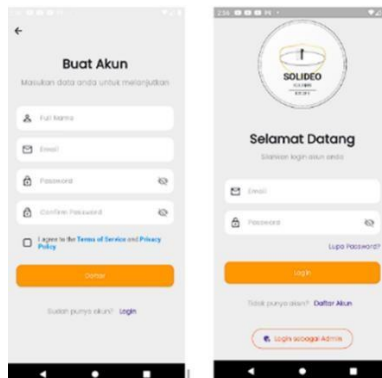 Buat Akun
Masukan data anda untuk melanjutkan
Full Name
Email
Password
Confirm Password
I agree to the Terms of Service and Privacy
Policy
Daftar
Sudah punya akun? Login
2:56
SOLIDEO
Selamat Datang
Silahkan login akun anda
Email
Password
Lupa Password?
Login
Tidak punya akun? Daftar Akun
Login sebagai Admin